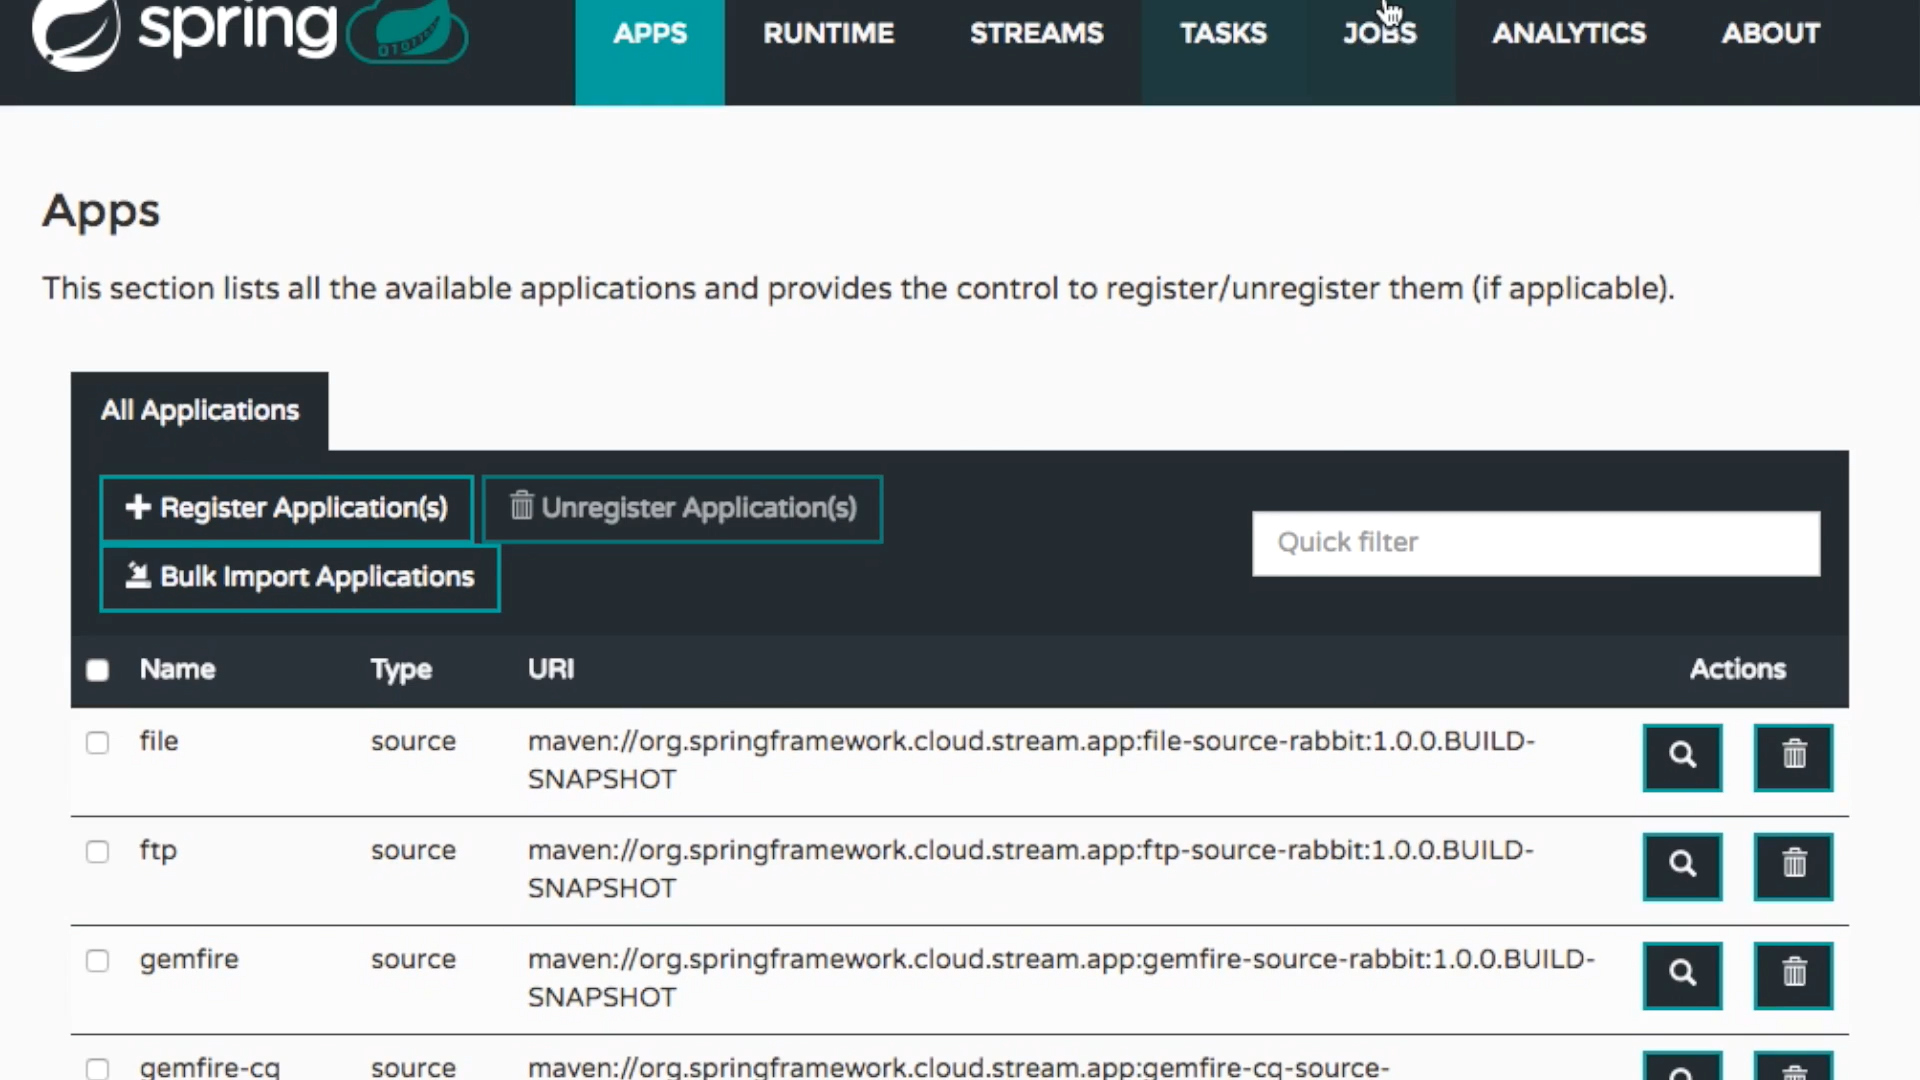 spring
APPS RUNTIME STREAMS TASKS JOBS ANALYTICS ABOUT
Apps
This section lists all the available applications and provides the control to register/unregister them (if applicable).
All Applications
Register Application(s) Unregister Application(s)
Quick filter
Bulk Import Applications
Name Type URI Actions
file source maven://org.springframework.cloud.stream.app:file-source-rabbit:1.0.0.BUILD-
SNAPSHOT
ftp source maven://org.springframework.cloud.stream.app:ftp-source-rabbit:1.0.0.BUILD-
SNAPSHOT
gemfire source maven://org.springframework.cloud.stream.app:gemfire-source-rabbit:1.0.0.BUILD-
SNAPSHOT
gemfire-cq source maven://org.springframework.cloud.stream.app:gemfire-cq-source-